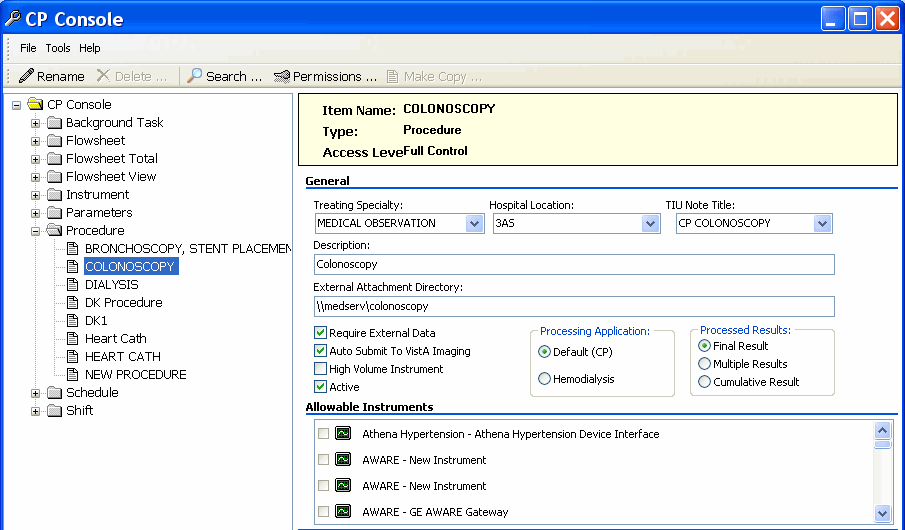 CP Console
File Tools Help
Rename Delete ... Search ... Permissions ... Make Copy ...
CP Console
Background Task
Flowsheet
Flowsheet Total
Flowsheet View
Instrument
Parameters
Procedure
BRONCHOSCOPY, STENT PLACEMEN
COLONOSCOPY
DIALYSIS
DK Procedure
DK1
Heart Cath
HEART CATH
NEW PROCEDURE
Schedule
Shift
Item Name: COLONOSCOPY
Type: Procedure
Access Leve Full Control
General
Treating Specialty: Hospital Location: TIU Note Title:
MEDICAL OBSERVATION 3AS CP COLONOSCOPY
Description:
Colonoscopy
External Attachment Directory:
\\medserv\colonoscopy
Require External Data
Auto Submit To VistA Imaging
High Volume Instrument
Active
Processing Application:
Default (CP)
Hemodialysis
Processed Results:
Final Result
Multiple Results
Cumulative Result
Allowable Instruments
Athena Hypertension - Athena Hypertension Device Interface
AWARE - New Instrument
AWARE - New Instrument
AWARE - GE AWARE Gateway